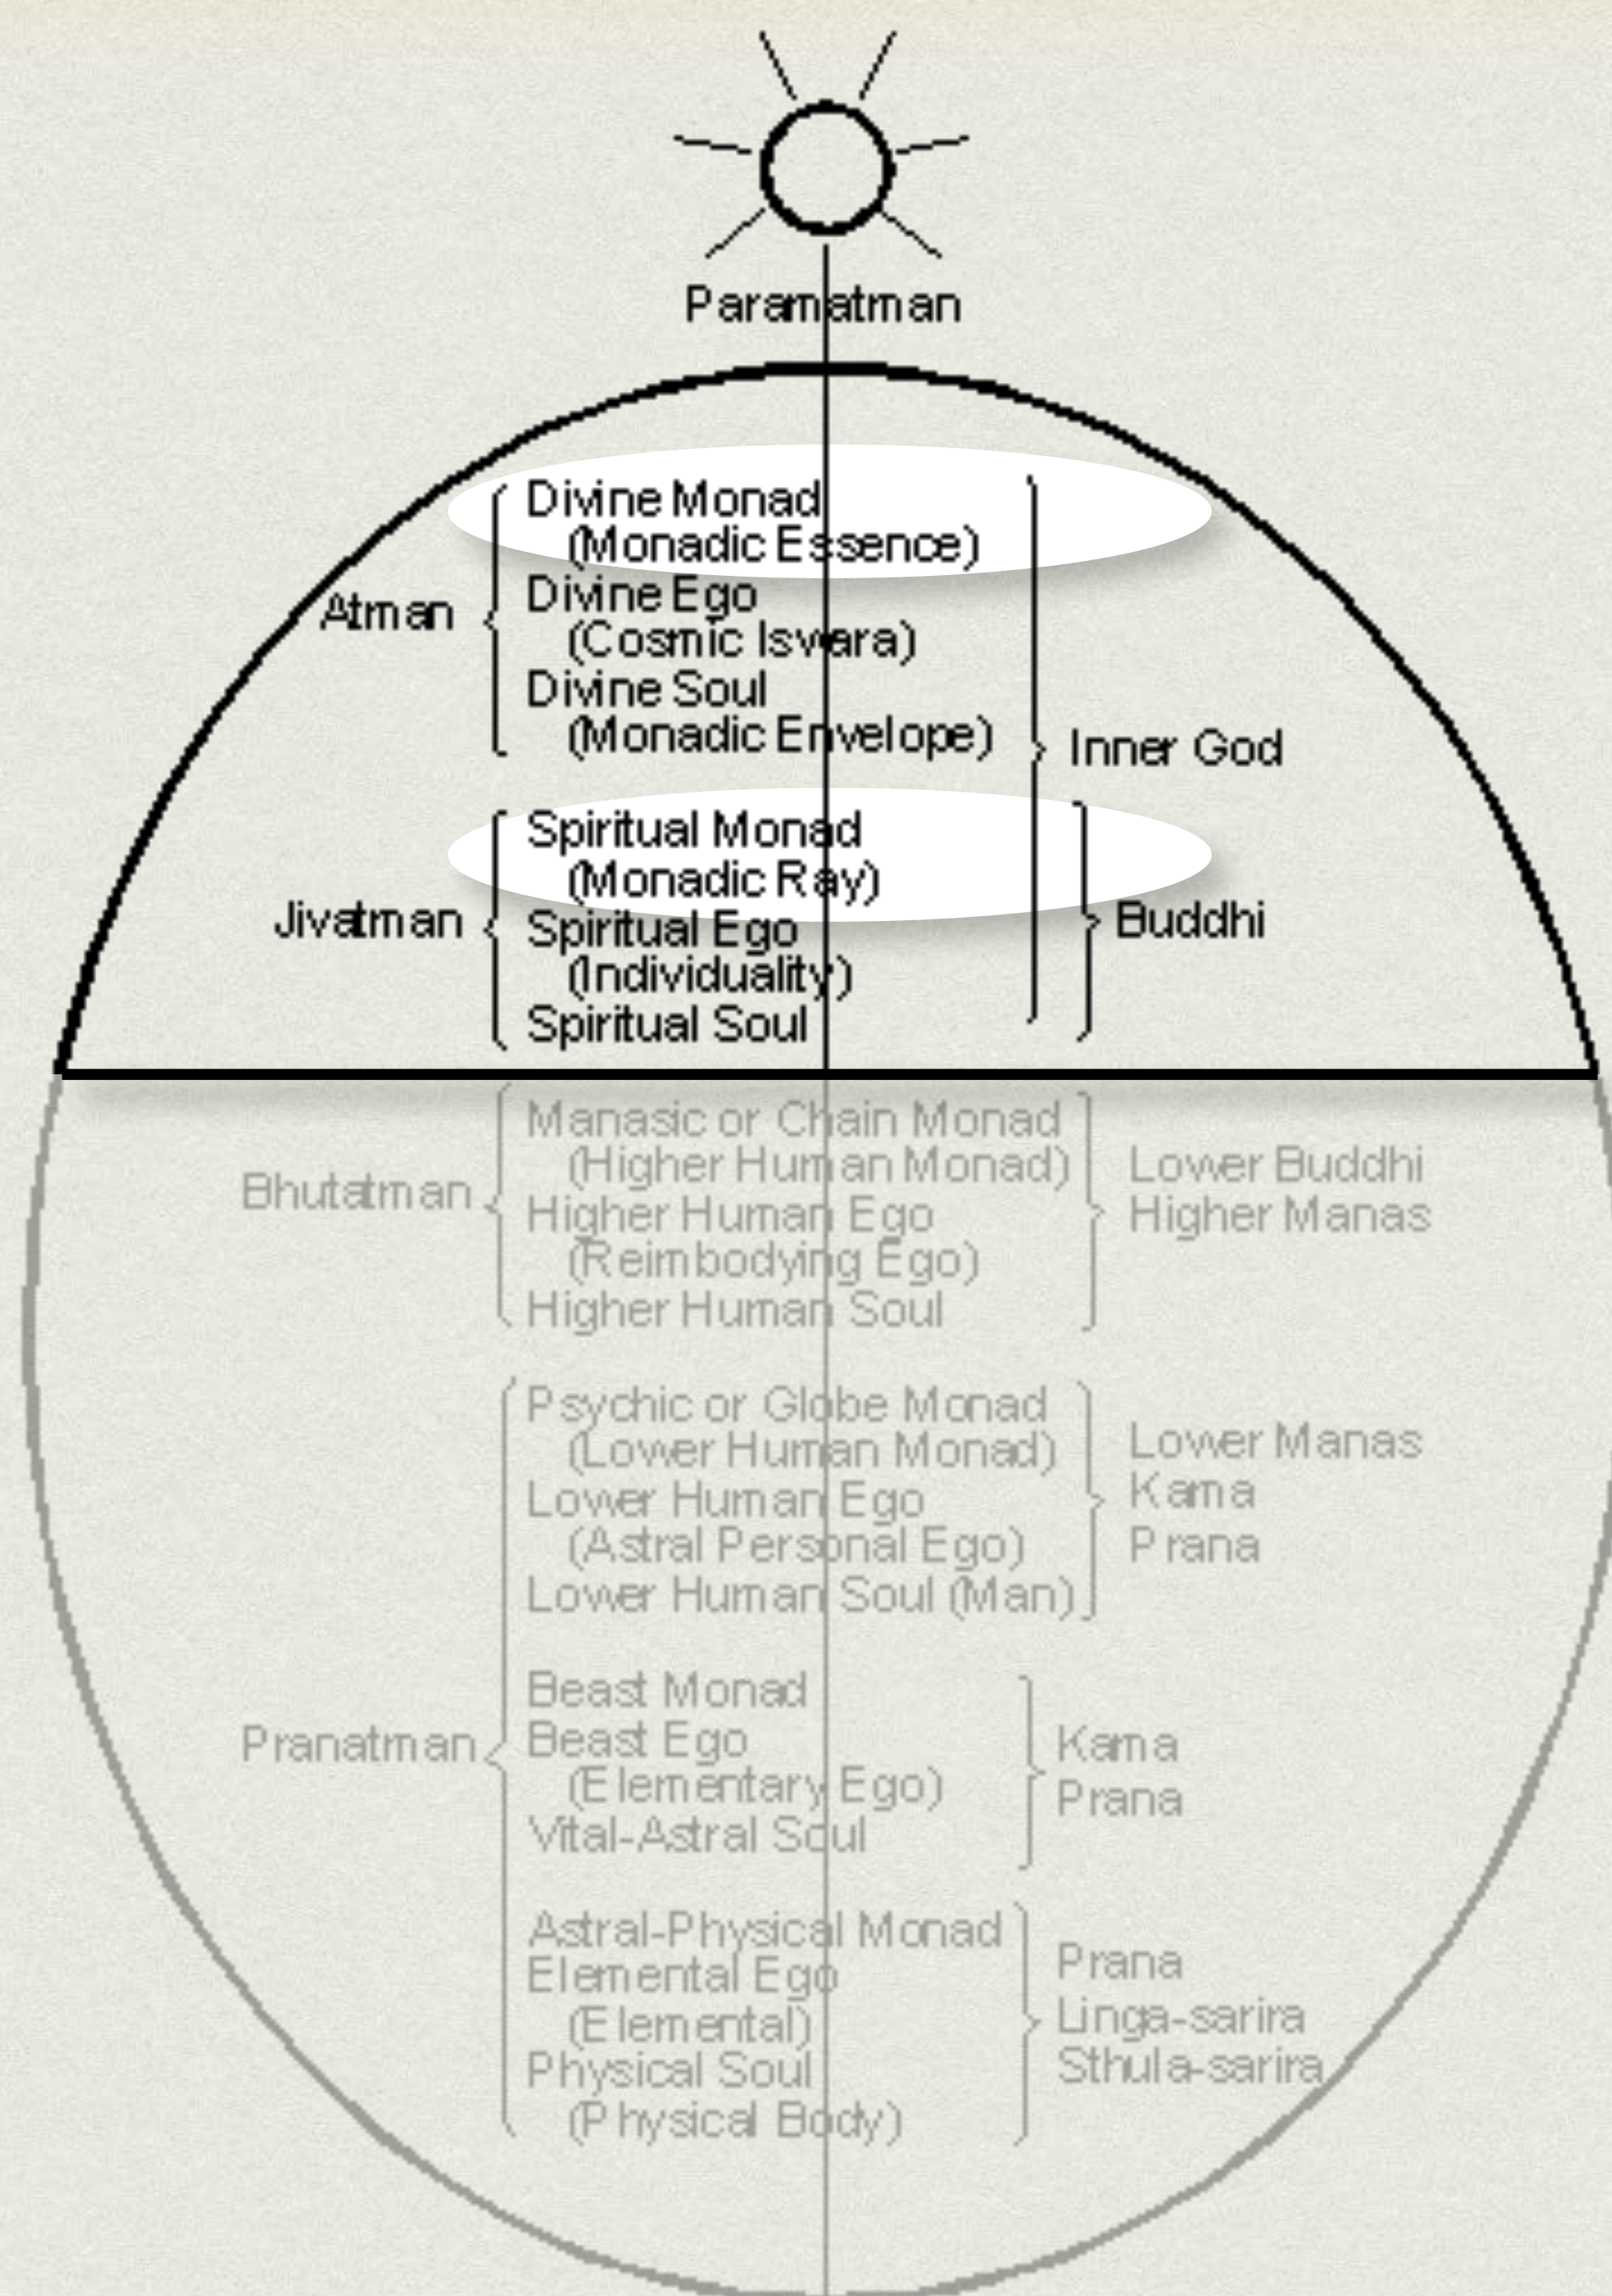 Paramatman
Divine Monad
(Monadic Essence)
Divine Ego
Atman
(Cosmic Iswara)
Divine Soul
(Monadic Envelope)
Inner God
Spiritual Monad
(Monadic Ray)
Jivatman
Spiritual Ego
Buddhi
(Individuality)
Spiritual Soul
Manasic or Chain Monad
(Higher Human Monad)
Lower Buddhi
Bhutatman
Higher Human Ego
Higher Manas
(Reimbodying Ego)
Higher Human Soul
Psychic or Globe Monad
(Lower Human Monad)
Lower Manas
Lower Human Ego
Kama
(Astral Personal Ego)
Prana
Lower Human Soul (Man)
Beast Monad
Pranatman
Beast Ego
Kama
(Elementary Ego)
Prana
Vital-Astral Soul
Astral-Physical Monad
Elemental Ego
Prana
(Elemental)
Linga-sarira
Physical Soul
Sthula-sarira
(Physical Body)